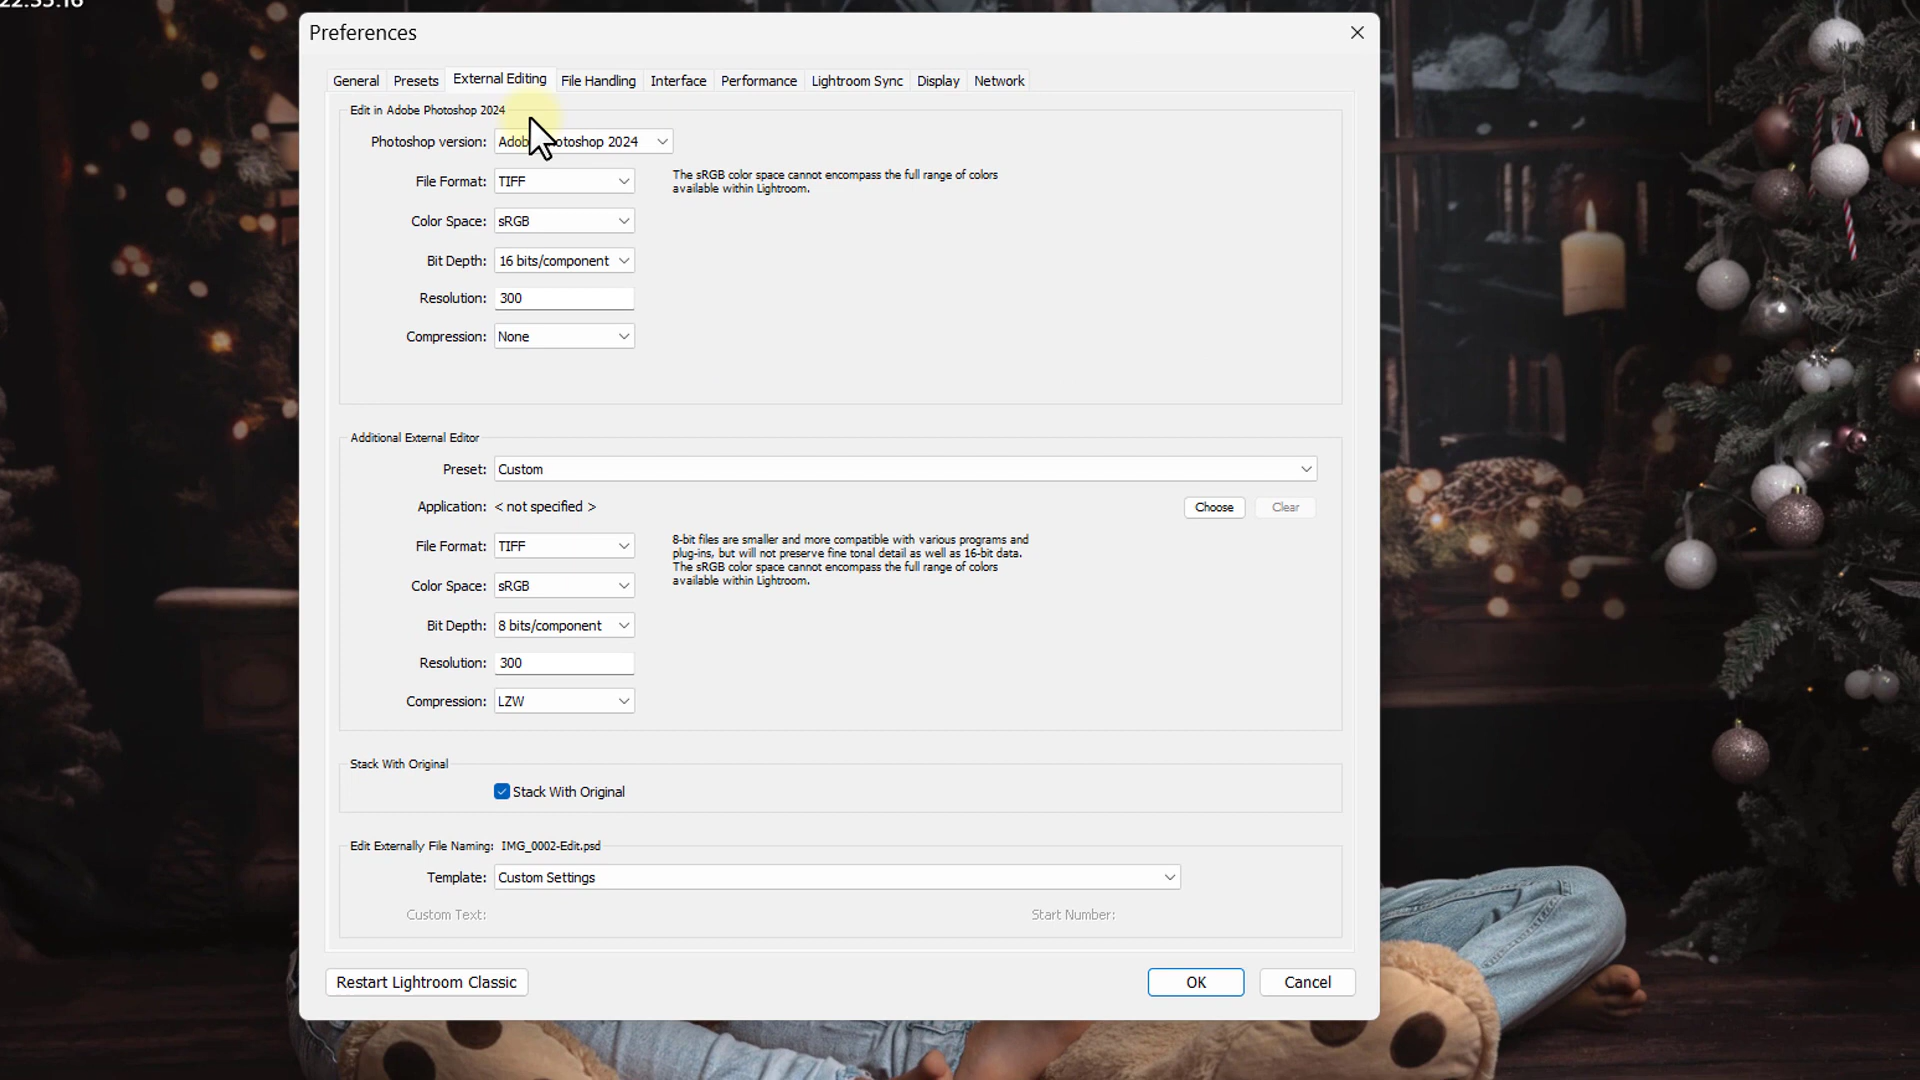 Preferences
General Presets External Editing File Handling Interface Performance Lightroom Sync Display Network
Edit in Adobe Photoshop 2024
Photoshop version: Adobe Photoshop 2024
File Format: TIFF
The sRGB color space cannot encompass the full range of colors
available within Lightroom.
Color Space: sRGB
Bit Depth: 16 bits/component
Resolution: 300
Compression: None
Additional External Editor
Preset: Custom
Application: < not specified > Choose Clear
File Format: TIFF
8-bit files are smaller and more compatible with various programs and
plug-ins, but will not preserve fine tonal detail as well as 16-bit data.
The sRGB color space cannot encompass the full range of colors
available within Lightroom.
Color Space: sRGB
Bit Depth: 8 bits/component
Resolution: 300
Compression: LZW
Stack With Original
Stack With Original
Edit Externally File Naming: IMG_0002-Edit.psd
Template: Custom Settings
Custom Text: Start Number:
Restart Lightroom Classic OK Cancel